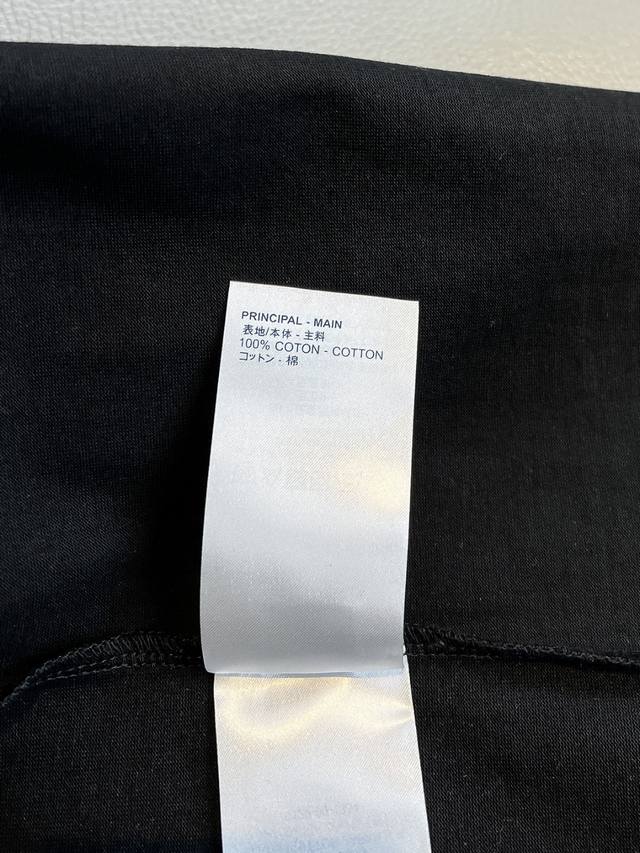 PRINCIPAL - MAIN
表地/本体 - 主料
100% COTON - COTTON
コットン - 棉